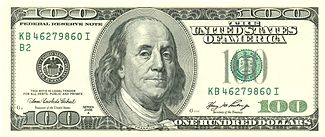 100
100
FEDERAL RESERVE NOTE
THE
UNITED STATES
OF AMERICA
KB 46279860 I
B2
KB 46279860 I
THIS NOTE IS LEGAL TENDER
FOR ALL DEBTS, PUBLIC AND PRIVATE
SERIES
2006
100
100
ONE HUNDRED DOLLARS